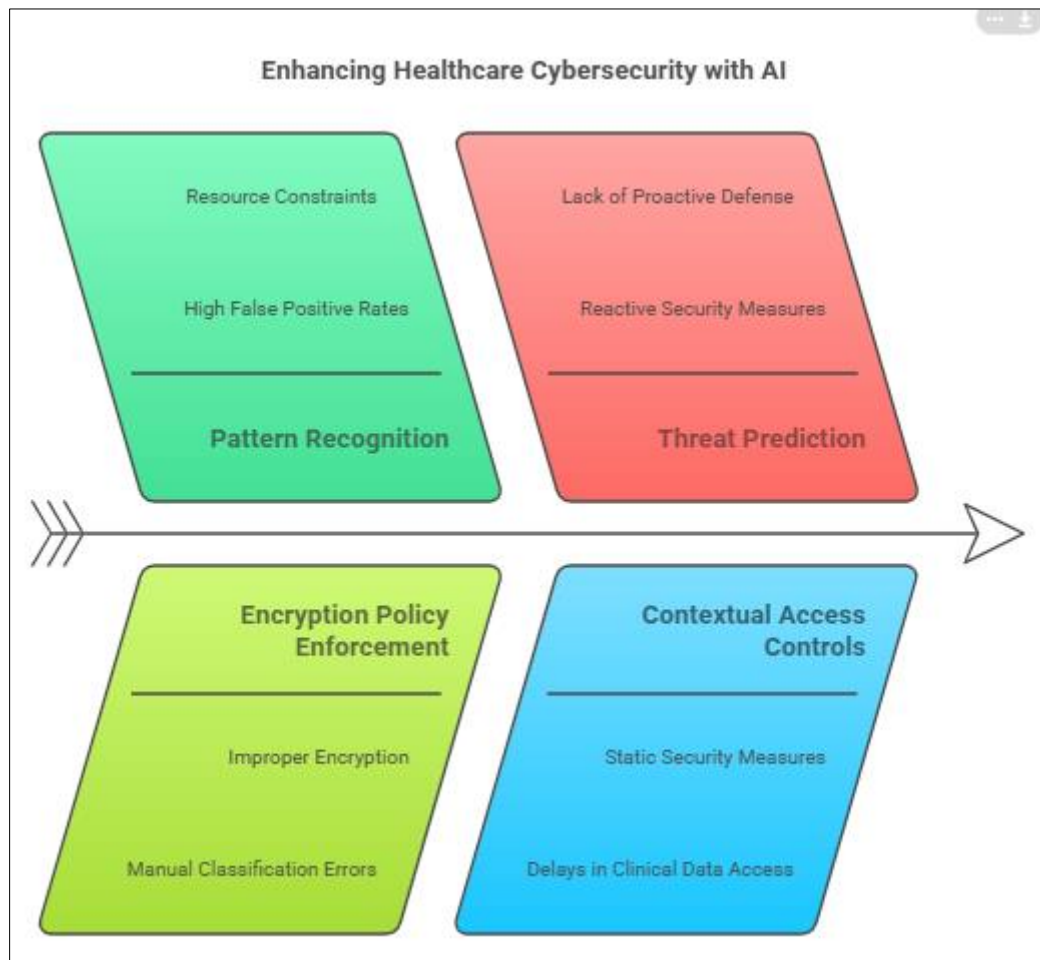 Enhancing Healthcare Cybersecurity with AI
Resource Constraints
High False Positive Rates
Pattern Recognition
Lack of Proactive Defense
Reactive Security Measures
Threat Prediction
Encryption Policy
Enforcement
Improper Encryption
Manual Classification Errors
Contextual Access
Controls
Static Security Measures
Delays in Clinical Data Access